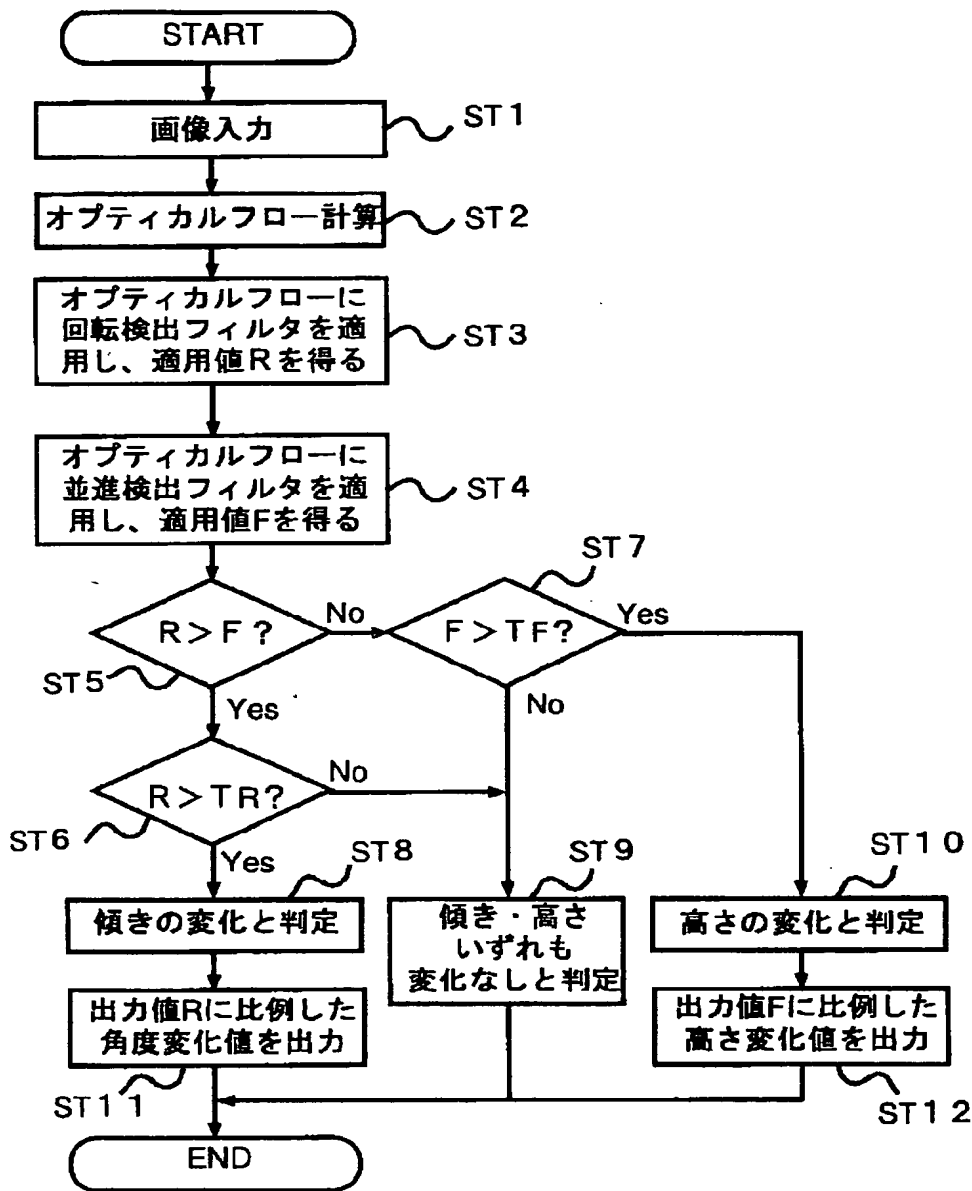 START
画像入力
ST1
オプティカルフロー計算
ST2
オプティカルフローに
回転検出フィルタを適
用し、適用値Rを得る
ST3
オプティカルフローに
並進検出フィルタを適
用し、適用値Fを得る
ST4
R>F?
No
ST5
Yes
F>TF?
ST7
Yes
No
R>TR?
No
ST6
Yes
傾きの変化と判定
ST8
傾き・高さ
いずれも
変化なしと判定
ST9
高さの変化と判定
ST10
出力値Rに比例した
角度変化値を出力
ST11
出力値Fに比例した
高さ変化値を出力
ST12
END